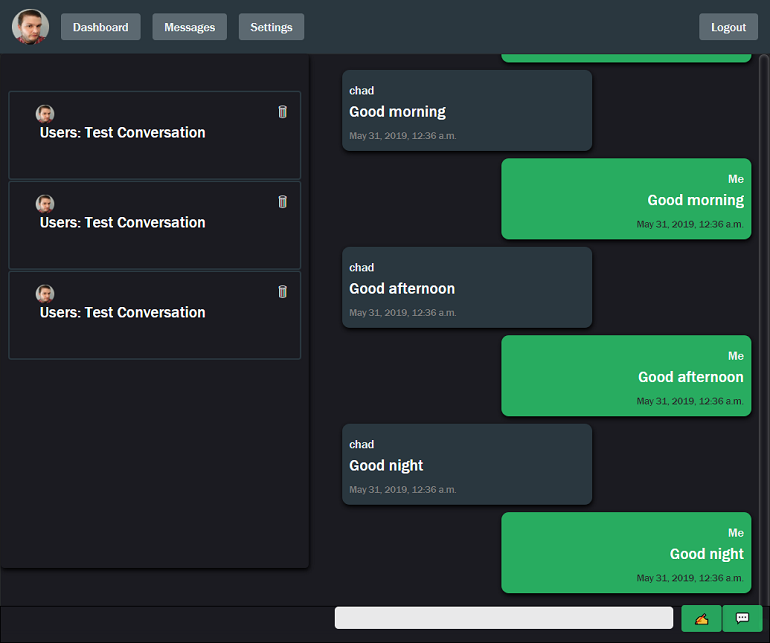 Dashboard
Messages
Settings
Logout
Users: Test Conversation
Users: Test Conversation
Users: Test Conversation
chad
Good morning
May 31, 2019, 12:36 a.m.
Me
Good morning
May 31, 2019, 12:36 a.m.
chad
Good afternoon
May 31, 2019, 12:36 a.m.
Me
Good afternoon
May 31, 2019, 12:36 a.m.
chad
Good night
May 31, 2019, 12:36 a.m.
Me
Good night
May 31, 2019, 12:36 a.m.